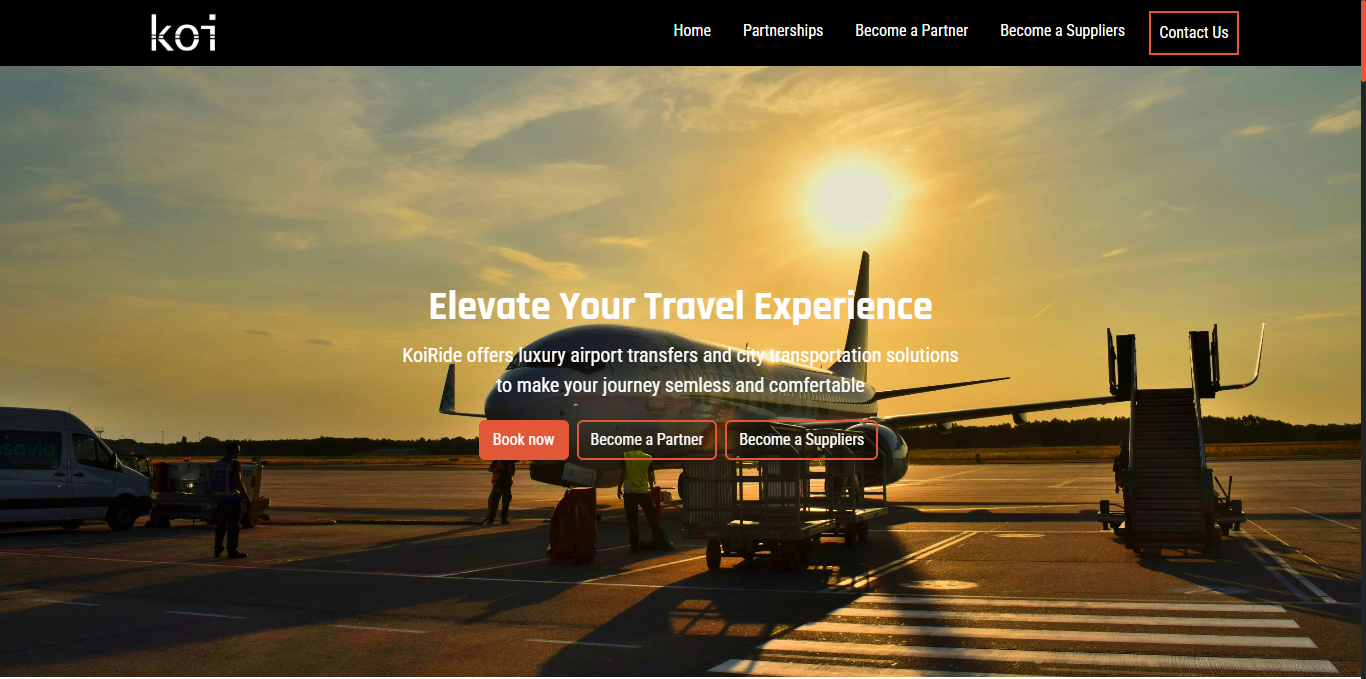 koi
Home Partnerships Become a Partner Become a Suppliers Contact Us
Elevate Your Travel Experience
KoiRide offers luxury airport transfers and city transportation solutions
to make your journey semless and comfertable
Book now Become a Partner Become a Suppliers